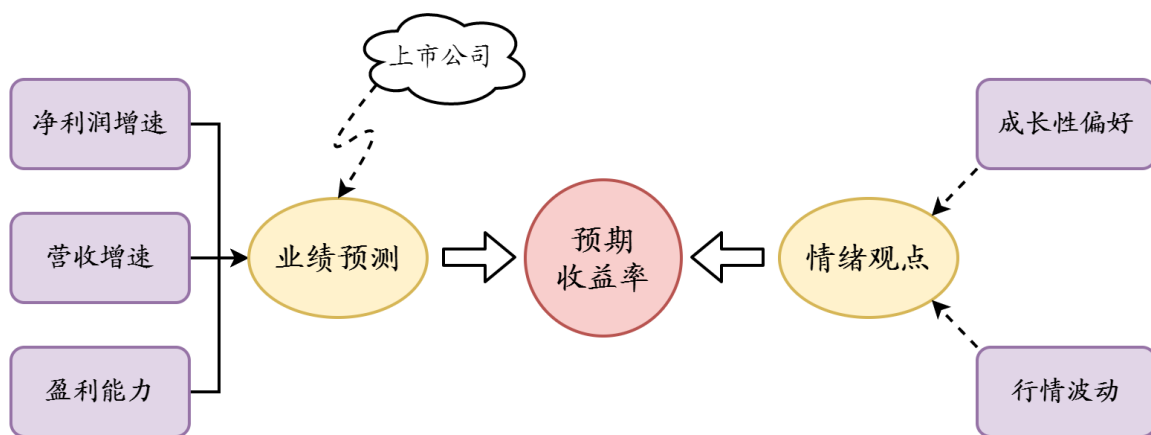 上市公司
净利润增速
营收增速
盈利能力
业绩预测
预期
收益率
情绪观点
成长性偏好
行情波动